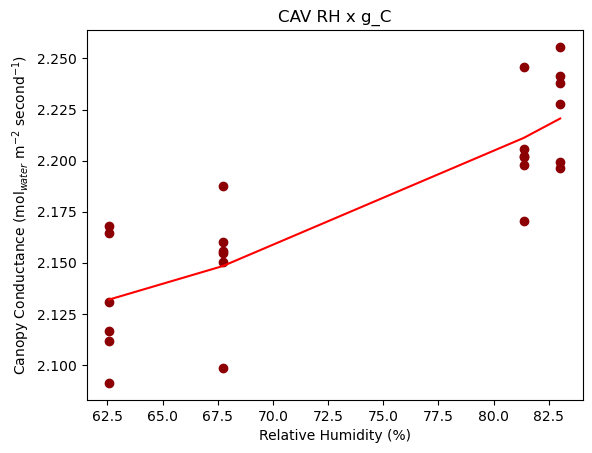 CAV RH x g_C
Canopy Conductance (mol_water m⁻² second⁻¹)
2.250
2.225
2.200
2.175
2.150
2.125
2.100
62.5 65.0 67.5 70.0 72.5 75.0 77.5 80.0 82.5
Relative Humidity (%)